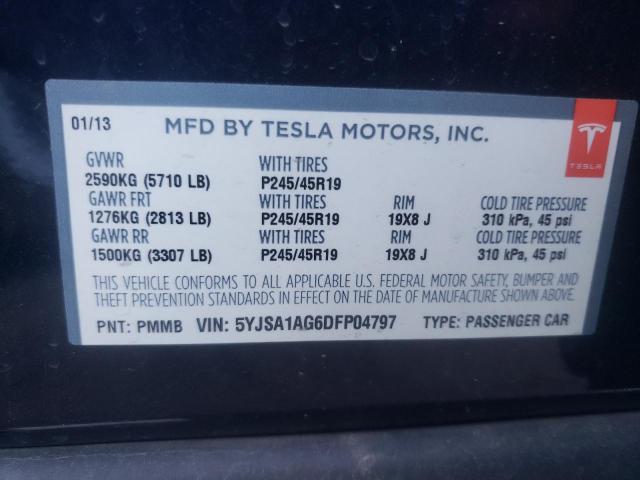 01/13 MFD BY TESLA MOTORS, INC.
TESLA
GVWR WITH TIRES
2590KG (5710 LB) P245/45R19
GAWR FRT WITH TIRES RIM COLD TIRE PRESSURE
1276KG (2813 LB) P245/45R19 19X8 J 310 kPa, 45 psi
GAWR RR WITH TIRES RIM COLD TIRE PRESSURE
1500KG (3307 LB) P245/45R19 19X8 J 310 kPa, 45 psi
THIS VEHICLE CONFORMS TO ALL APPLICABLE U.S. FEDERAL MOTOR SAFETY, BUMPER AND
THEFT PREVENTION STANDARDS IN EFFECT ON THE DATE OF MANUFACTURE SHOWN ABOVE.
PNT: PMMB VIN: 5YJSA1AG6DFP04797 TYPE: PASSENGER CAR